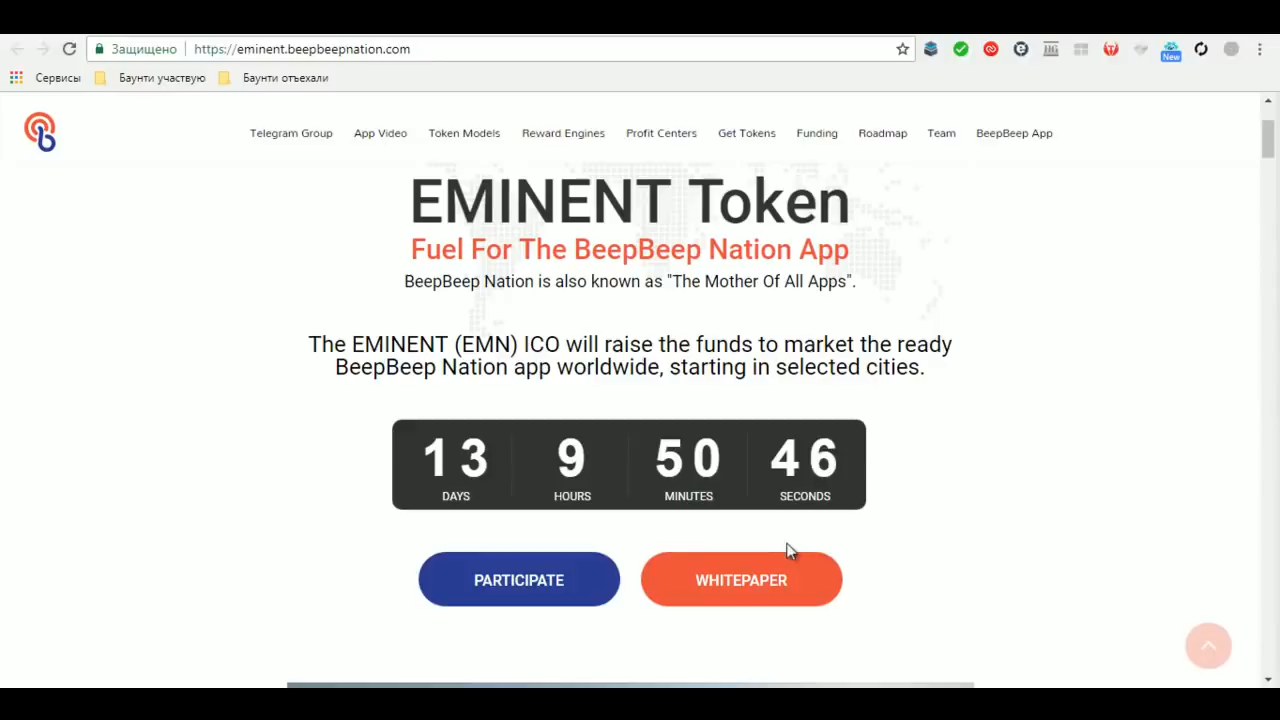 Защищено https://eminent.beepbeepnation.com
New
Сервисы Баунти участвую Баунти отъехали
Telegram Group App Video Token Models Reward Engines Profit Centers Get Tokens Funding Roadmap Team BeepBeep App
EMINENT Token
Fuel For The BeepBeep Nation App
BeepBeep Nation is also known as "The Mother Of All Apps".
The EMINENT (EMN) ICO will raise the funds to market the ready
BeepBeep Nation app worldwide, starting in selected cities.
13 9 50 46
DAYS HOURS MINUTES SECONDS
PARTICIPATE WHITEPAPER